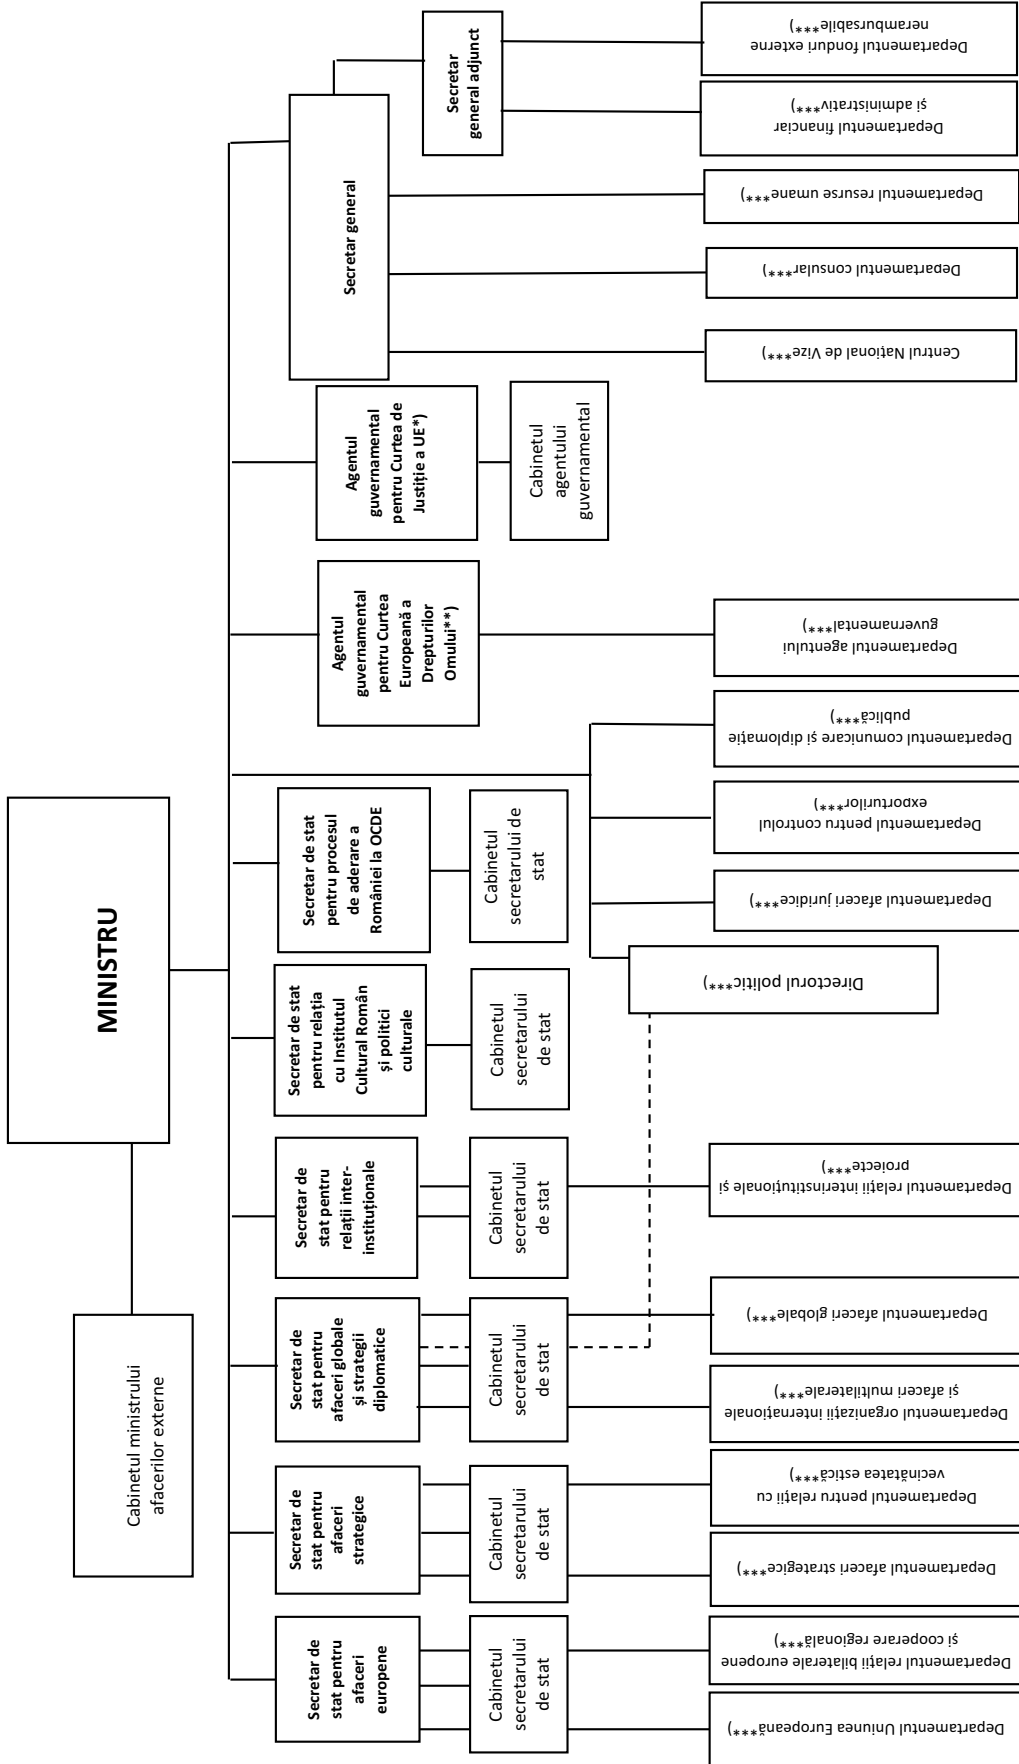 MINISTRU
Cabinetul ministrului
afacerilor externe
Secretar de
stat pentru
afaceri
europene
Secretar de
stat pentru
afaceri
strategice
Secretar de
stat pentru
afaceri globale
și strategii
diplomatice
Secretar de
stat pentru
relații inter-
instituționale
Secretar de stat
pentru relația
cu Institutul
Cultural Român
și politici
culturale
Secretar de stat
pentru procesul
de aderare a
României la OCDE
Agentul
guvernamental
pentru Curtea
Europeană a
Drepturilor
Omului**)
Agentul
guvernamental
pentru Curtea de
Justiție a UE*)
Secretar general
Secretar
general adjunct
Cabinetul
secretarului
de stat
Cabinetul
secretarului
de stat
Cabinetul
secretarului
de stat
Cabinetul
secretarului
de stat
Cabinetul
secretarului
de stat
Cabinetul
secretarului de
stat
Cabinetul
agentului
guvernamental
Directorul politic***)
Departamentul Uniunea Europeană***)
Departamentul relații bilaterale europene
și cooperare regională***)
Departamentul afaceri strategice***)
Departamentul pentru relații cu
vecinătatea estică***)
Departamentul organizații internaționale
și afaceri multilaterale***)
Departamentul afaceri globale***)
Departamentul relații interinstituționale și
proiecte***)
Departamentul afaceri juridice***)
Departamentul pentru controlul
exporturilor***)
Departamentul comunicare și diplomație
publică***)
Departamentul agentului
guvernamental***)
Centrul Național de Vize***)
Departamentul consular***)
Departamentul resurse umane***)
Departamentul financiar
și administrativ***)
Departamentul fonduri externe
nerambursabile***)